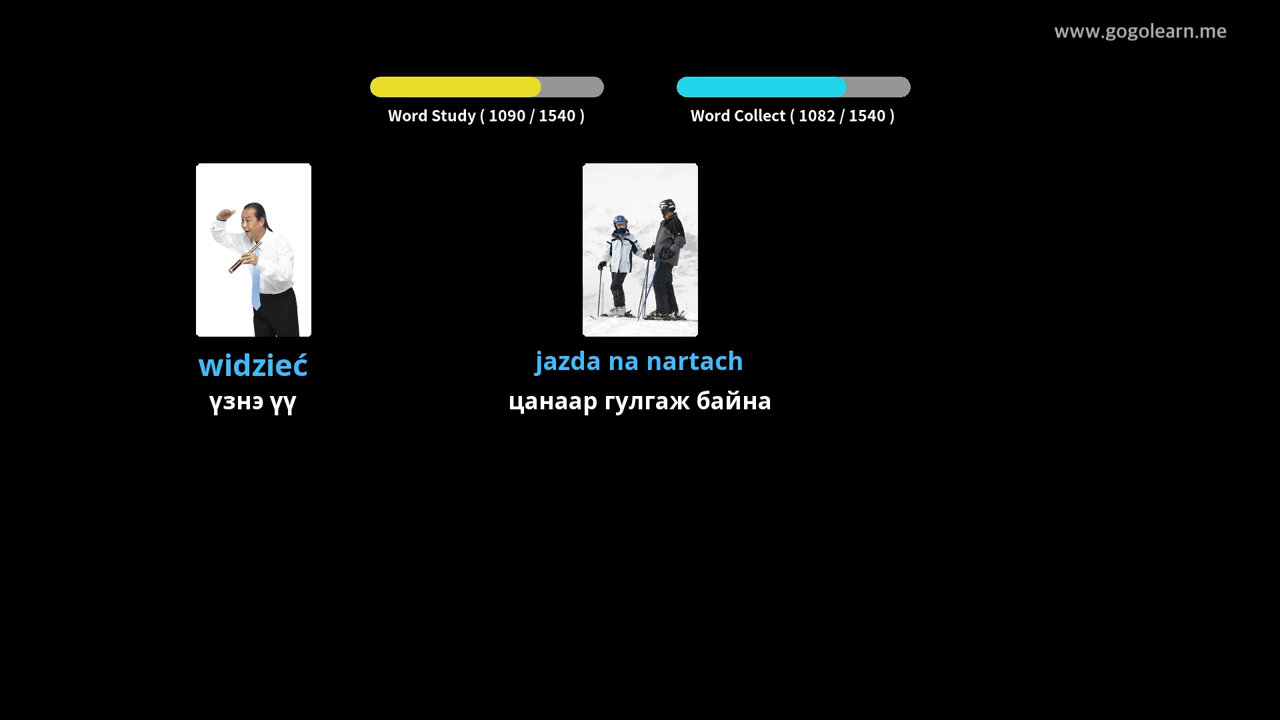 www.gogolearn.me
Word Study ( 1090 / 1540 )
Word Collect ( 1082 / 1540 )
widzieć
үзнэ үү
jazda na nartach
цанаар гулгаж байна